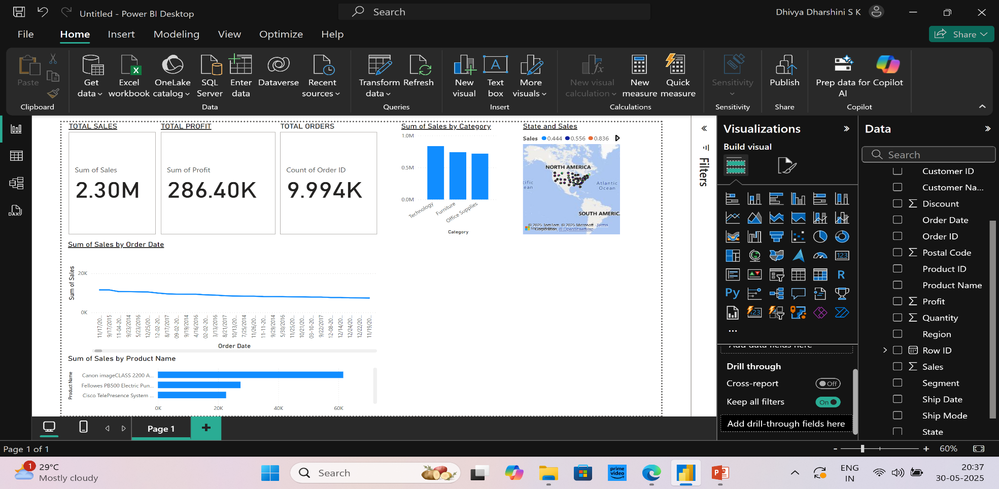 Untitled - Power BI Desktop
Search
Dhivya Dharshini S K
File
Home
Insert
Modeling
View
Optimize
Help
Share
Paste
Get data
Excel workbook
OneLake catalog
SQL Server
Enter data
Dataverse
Recent sources
Transform data
Refresh
New visual
Text box
More visuals
New visual calculation
New measure
Quick measure
Sensitivity
Publish
Prep data for AI
Copilot
Clipboard
Data
Queries
Insert
Calculations
Sensitivity
Share
Copilot
TOTAL SALES
Sum of Sales
2.30M
TOTAL PROFIT
Sum of Profit
286.40K
TOTAL ORDERS
Count of Order ID
9.994K
Sum of Sales by Category
1.0M
0.5M
0.0M
Technology
Furniture
Office Supplies
Category
State and Sales
Sales 0.444 0.556 0.836
NORTH AMERICA
cific
ean
Atlantic
Ocean
SOUTH AMERIC
© 2025 TomTom, © 2025 Microsoft
Corporation, © OpenStreetMap
Terms
Sum of Sales by Order Date
Sum of Sales
20K
0K
11/17/20...
9/17/2015
11-04-20...
9/23/2014
5/23/2016
12/25/20...
12-02-20...
8/17/2017
09-02-20...
9/19/2014
4/16/2016
02-02-20...
3/13/2016
8/21/2017
10/13/20...
7/25/2014
11/26/20...
11-11-20...
9/29/2014
5/30/2016
11/25/20...
10/21/20...
03-10-20...
9/22/2017
12-08-20...
12/14/20...
12/24/20...
12/22/20...
11/19/20...
Order Date
Sum of Sales by Product Name
Product Name
Canon imageCLASS 2200 A...
Fellowes PB500 Electric Pun...
Cisco TelePresence System ...
0K
20K
40K
60K
Filters
Visualizations
Build visual
123
R
Py
123
...
Add data fields here
Drill through
Cross-report
Off
Keep all filters
On
Add drill-through fields here
Data
Search
Customer ID
Customer Na...
Discount
Order Date
Order ID
Postal Code
Product ID
Product Name
Profit
Quantity
Region
Row ID
Sales
Segment
Ship Date
Ship Mode
State
DAX
Page 1
Page 1 of 1
60%
1
29°C
Mostly cloudy
Search
prime
video
P
ENG
IN
20:37
30-05-2025